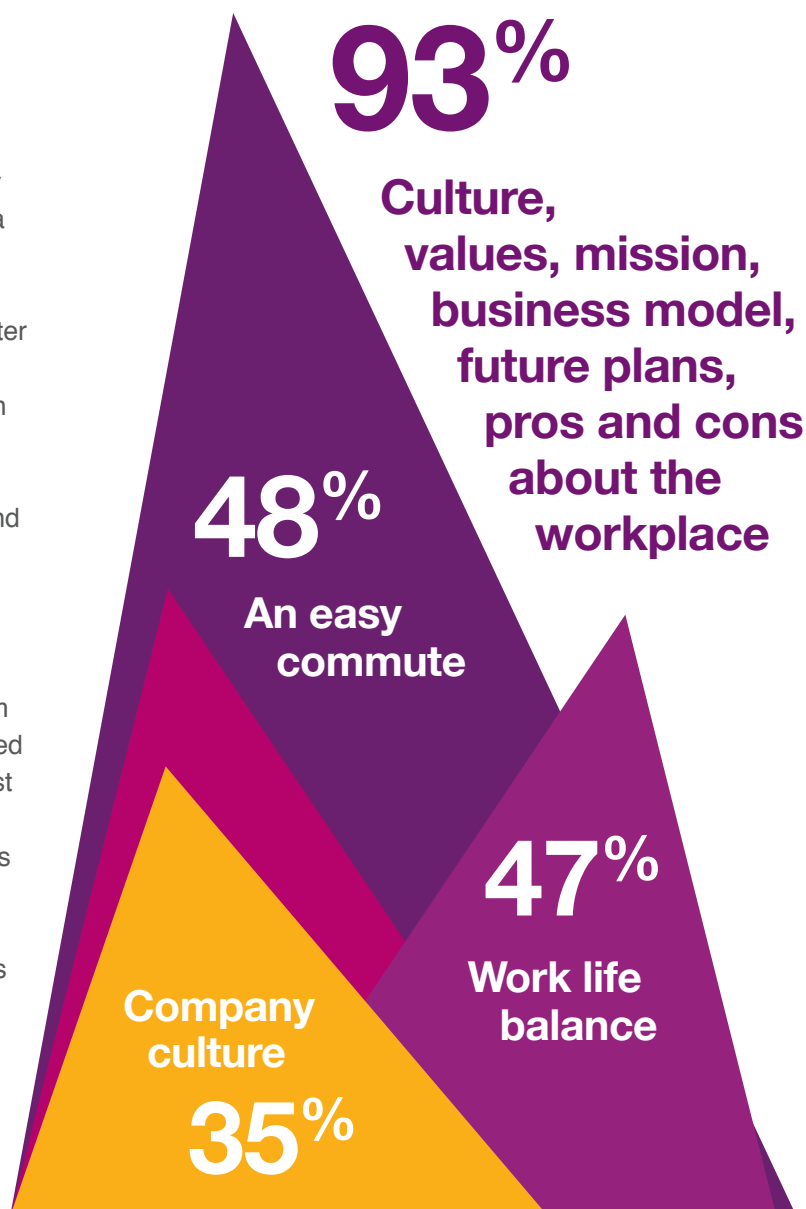 93%
Culture,
values, mission,
business model,
future plans,
pros and cons
about the
workplace
48%
An easy
commute
47%
Work life
balance
Company
culture
35%